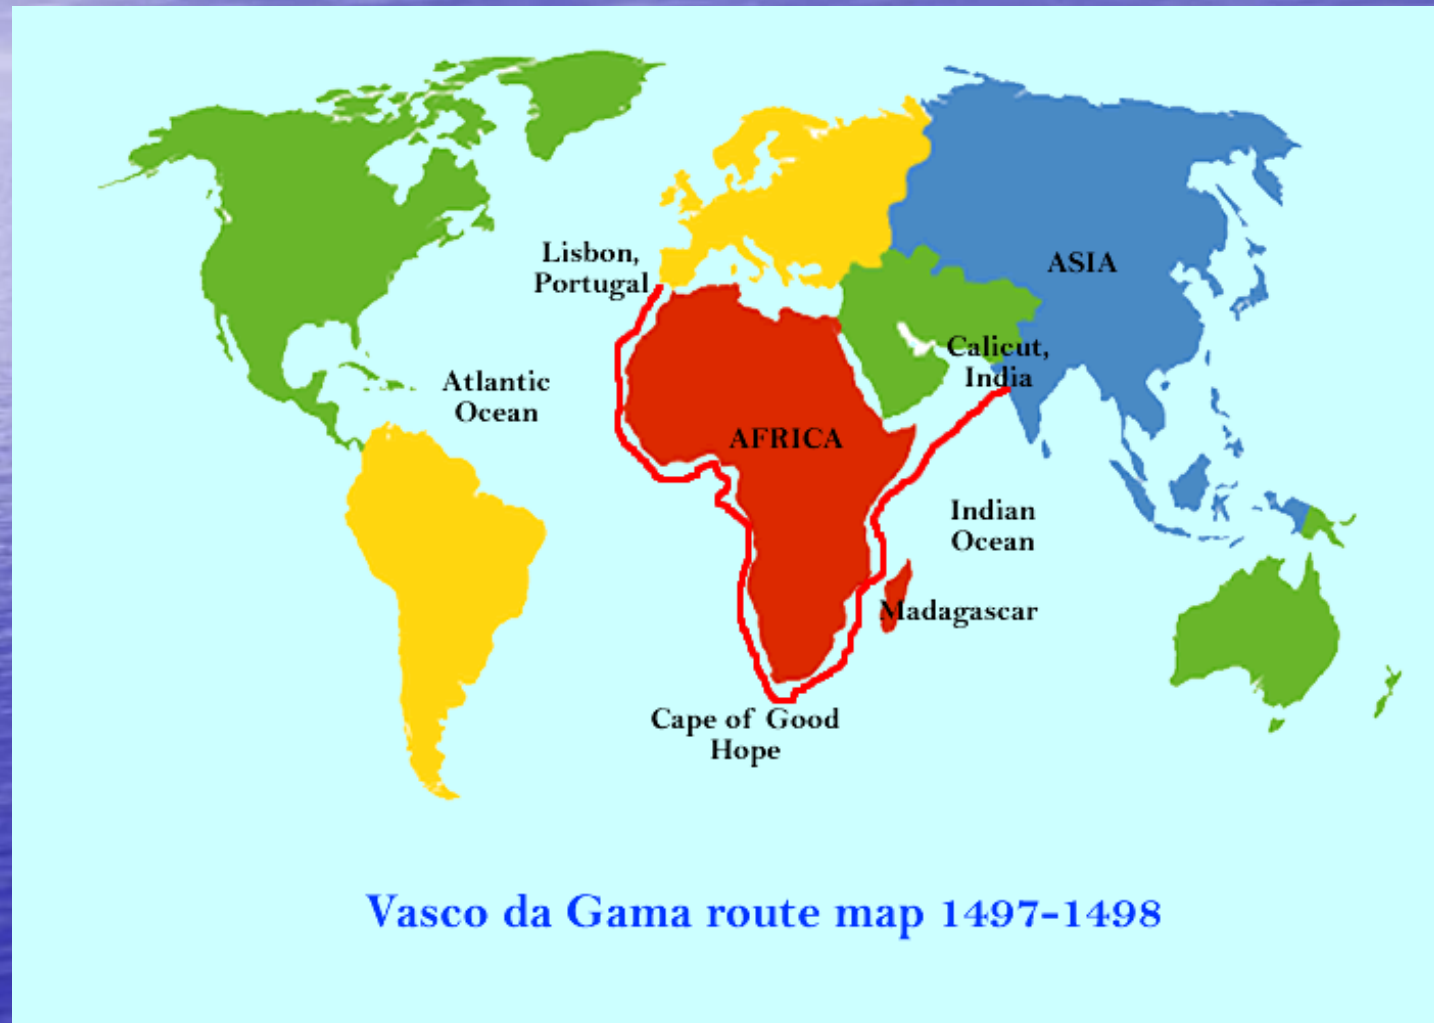 Lisbon,
Portugal
ASIA
Calicut,
India
Atlantic
Ocean
AFRICA
Indian
Ocean
Madagascar
Cape of Good
Hope
Vasco da Gama route map 1497-1498